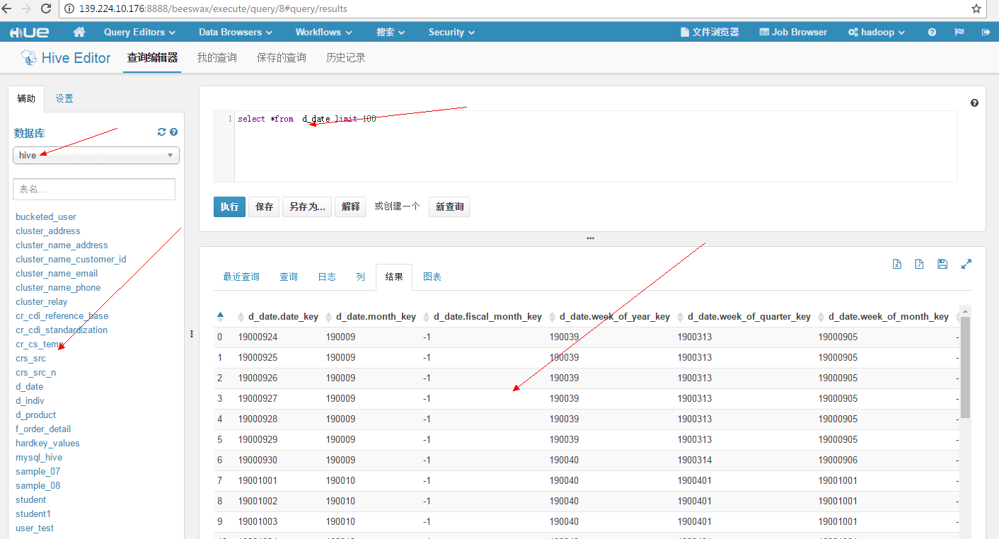 139.224.10.176:8888/beeswax/execute/query/8#query/results
HUE Query Editors Data Browsers Workflows 搜索 Security 文件浏览器 Job Browser hadoop
Hive Editor 查询编辑器 我的查询 保存的查询 历史记录
辅助 设置
数据库
hive
表名...
bucketed_user
cluster_address
cluster_name_address
cluster_name_customer_id
cluster_name_email
cluster_name_phone
cluster_relay
cr_cdi_reference_base
cr_cdi_standardization
cr_cs_temp
crs_src
crs_src_n
d_date
d_indiv
d_product
f_order_detail
hardkey_values
mysql_hive
sample_07
sample_08
student
student1
user_test
1 select *from d_date limit 100
执行 保存 另存为... 解释 或创建一个 新查询
最近查询 查询 日志 列 结果 图表
d_date.date_key d_date.month_key d_date.fiscal_month_key d_date.week_of_year_key d_date.week_of_quarter_key d_date.week_of_month_key
0 19000924 190009 -1 190039 1900313 19000905 -
1 19000925 190009 -1 190039 1900313 19000905 -
2 19000926 190009 -1 190039 1900313 19000905 -
3 19000927 190009 -1 190039 1900313 19000905 -
4 19000928 190009 -1 190039 1900313 19000905 -
5 19000929 190009 -1 190039 1900313 19000905 -
6 19000930 190009 -1 190040 1900314 19000906 -
7 19001001 190010 -1 190040 1900401 19001001 -
8 19001002 190010 -1 190040 1900401 19001001 -
9 19001003 190010 -1 190040 1900401 19001001 -